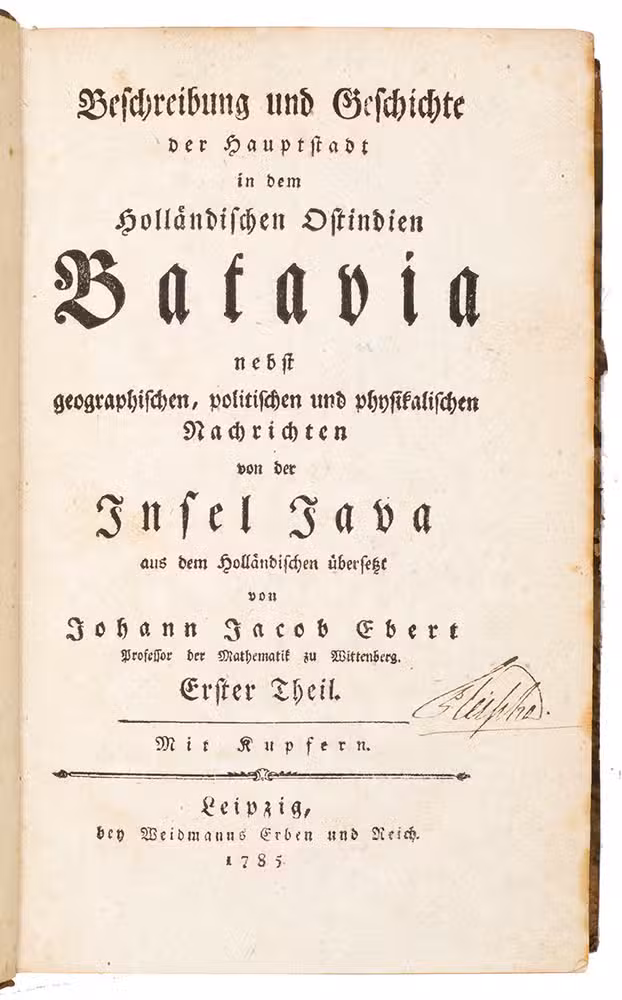 Beſchreibung und Geſchichte
der Hauptſtadt
in dem
Holländiſchen Oſtindien
Batavia
nebſt
geographiſchen, politiſchen und phyſikaliſchen
Nachrichten
von der
Inſel Java
aus dem Holländiſchen überſetzt
von
Johann Jacob Ebert
Profeſſor der Mathematik zu Wittenberg.
Erſter Theil.
Mit Kupfern.
Leipzig,
bey Weidmanns Erben und Reich.
1785